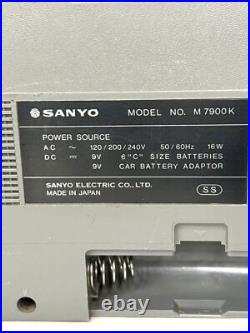 SANYO MODEL NO. M 7900 K
POWER SOURCE
AC ~ 120/200/240V 50/60Hz 16W
DC ⎓ 9V 6 "C" SIZE BATTERIES
9V CAR BATTERY ADAPTOR
SANYO ELECTRIC CO., LTD.
MADE IN JAPAN
SS